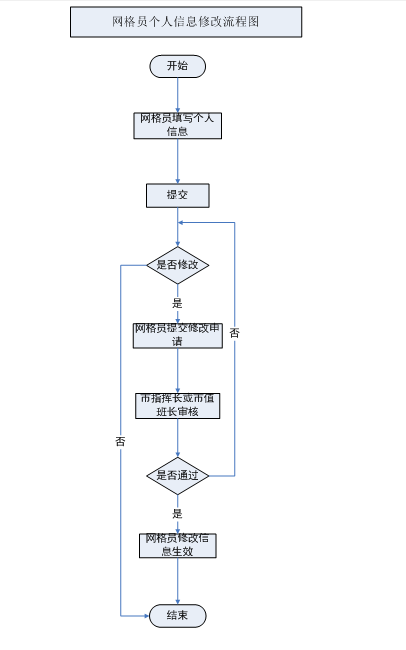 网格员个人信息修改流程图
开始
网格员填写个人
信息
提交
是否修改
是
网格员提交修改申
请
否
市指挥长或市值
班长审核
否
是否通过
是
网格员修改信
息生效
结束